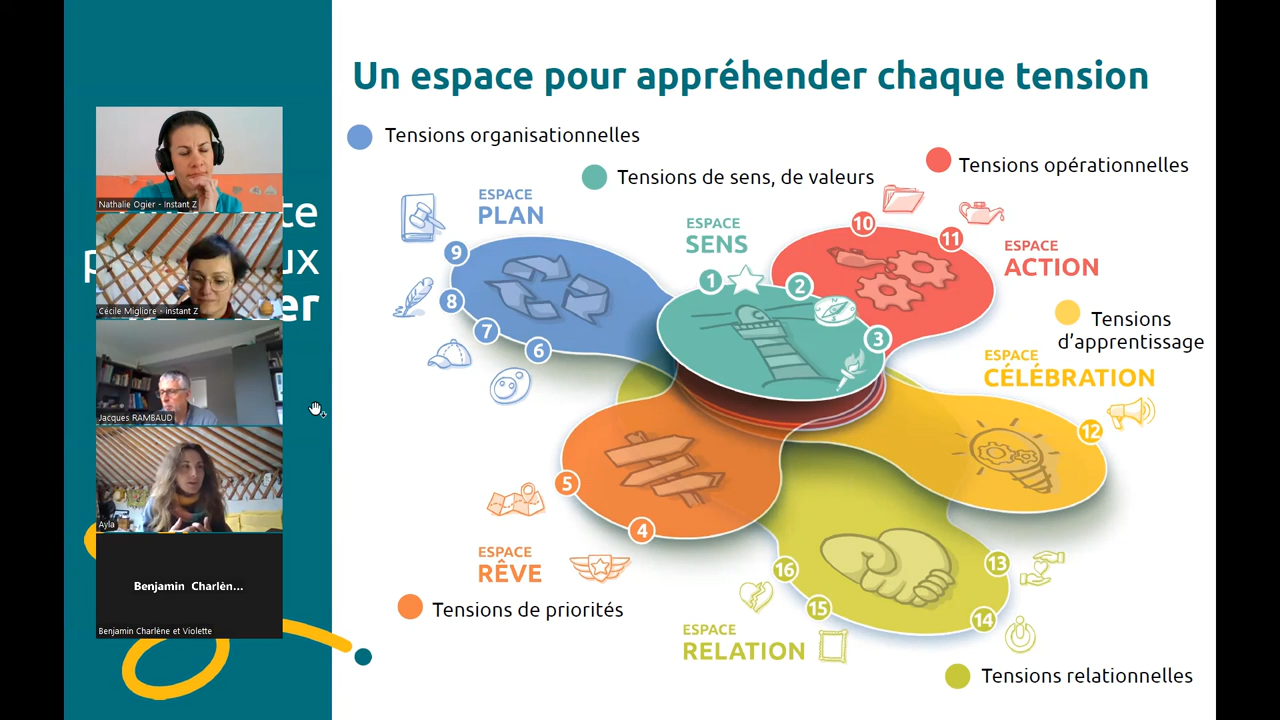 Un espace pour appréhender chaque tension
Tensions organisationnelles
Tensions de sens, de valeurs
Tensions opérationnelles
ESPACE
PLAN
ESPACE
SENS
ESPACE
ACTION
Tensions
d'apprentissage
ESPACE
CÉLÉBRATION
ESPACE
RÊVE
Tensions de priorités
ESPACE
RELATION
Tensions relationnelles
1
2
3
4
5
6
7
8
9
10
11
12
13
14
15
16
N
Nathalie Ogier - Instant Z
Cécile Migliore - instant Z
Jacques RAMBAUD
Ayla
Benjamin Charlèn...
Benjamin Charlène et Violette